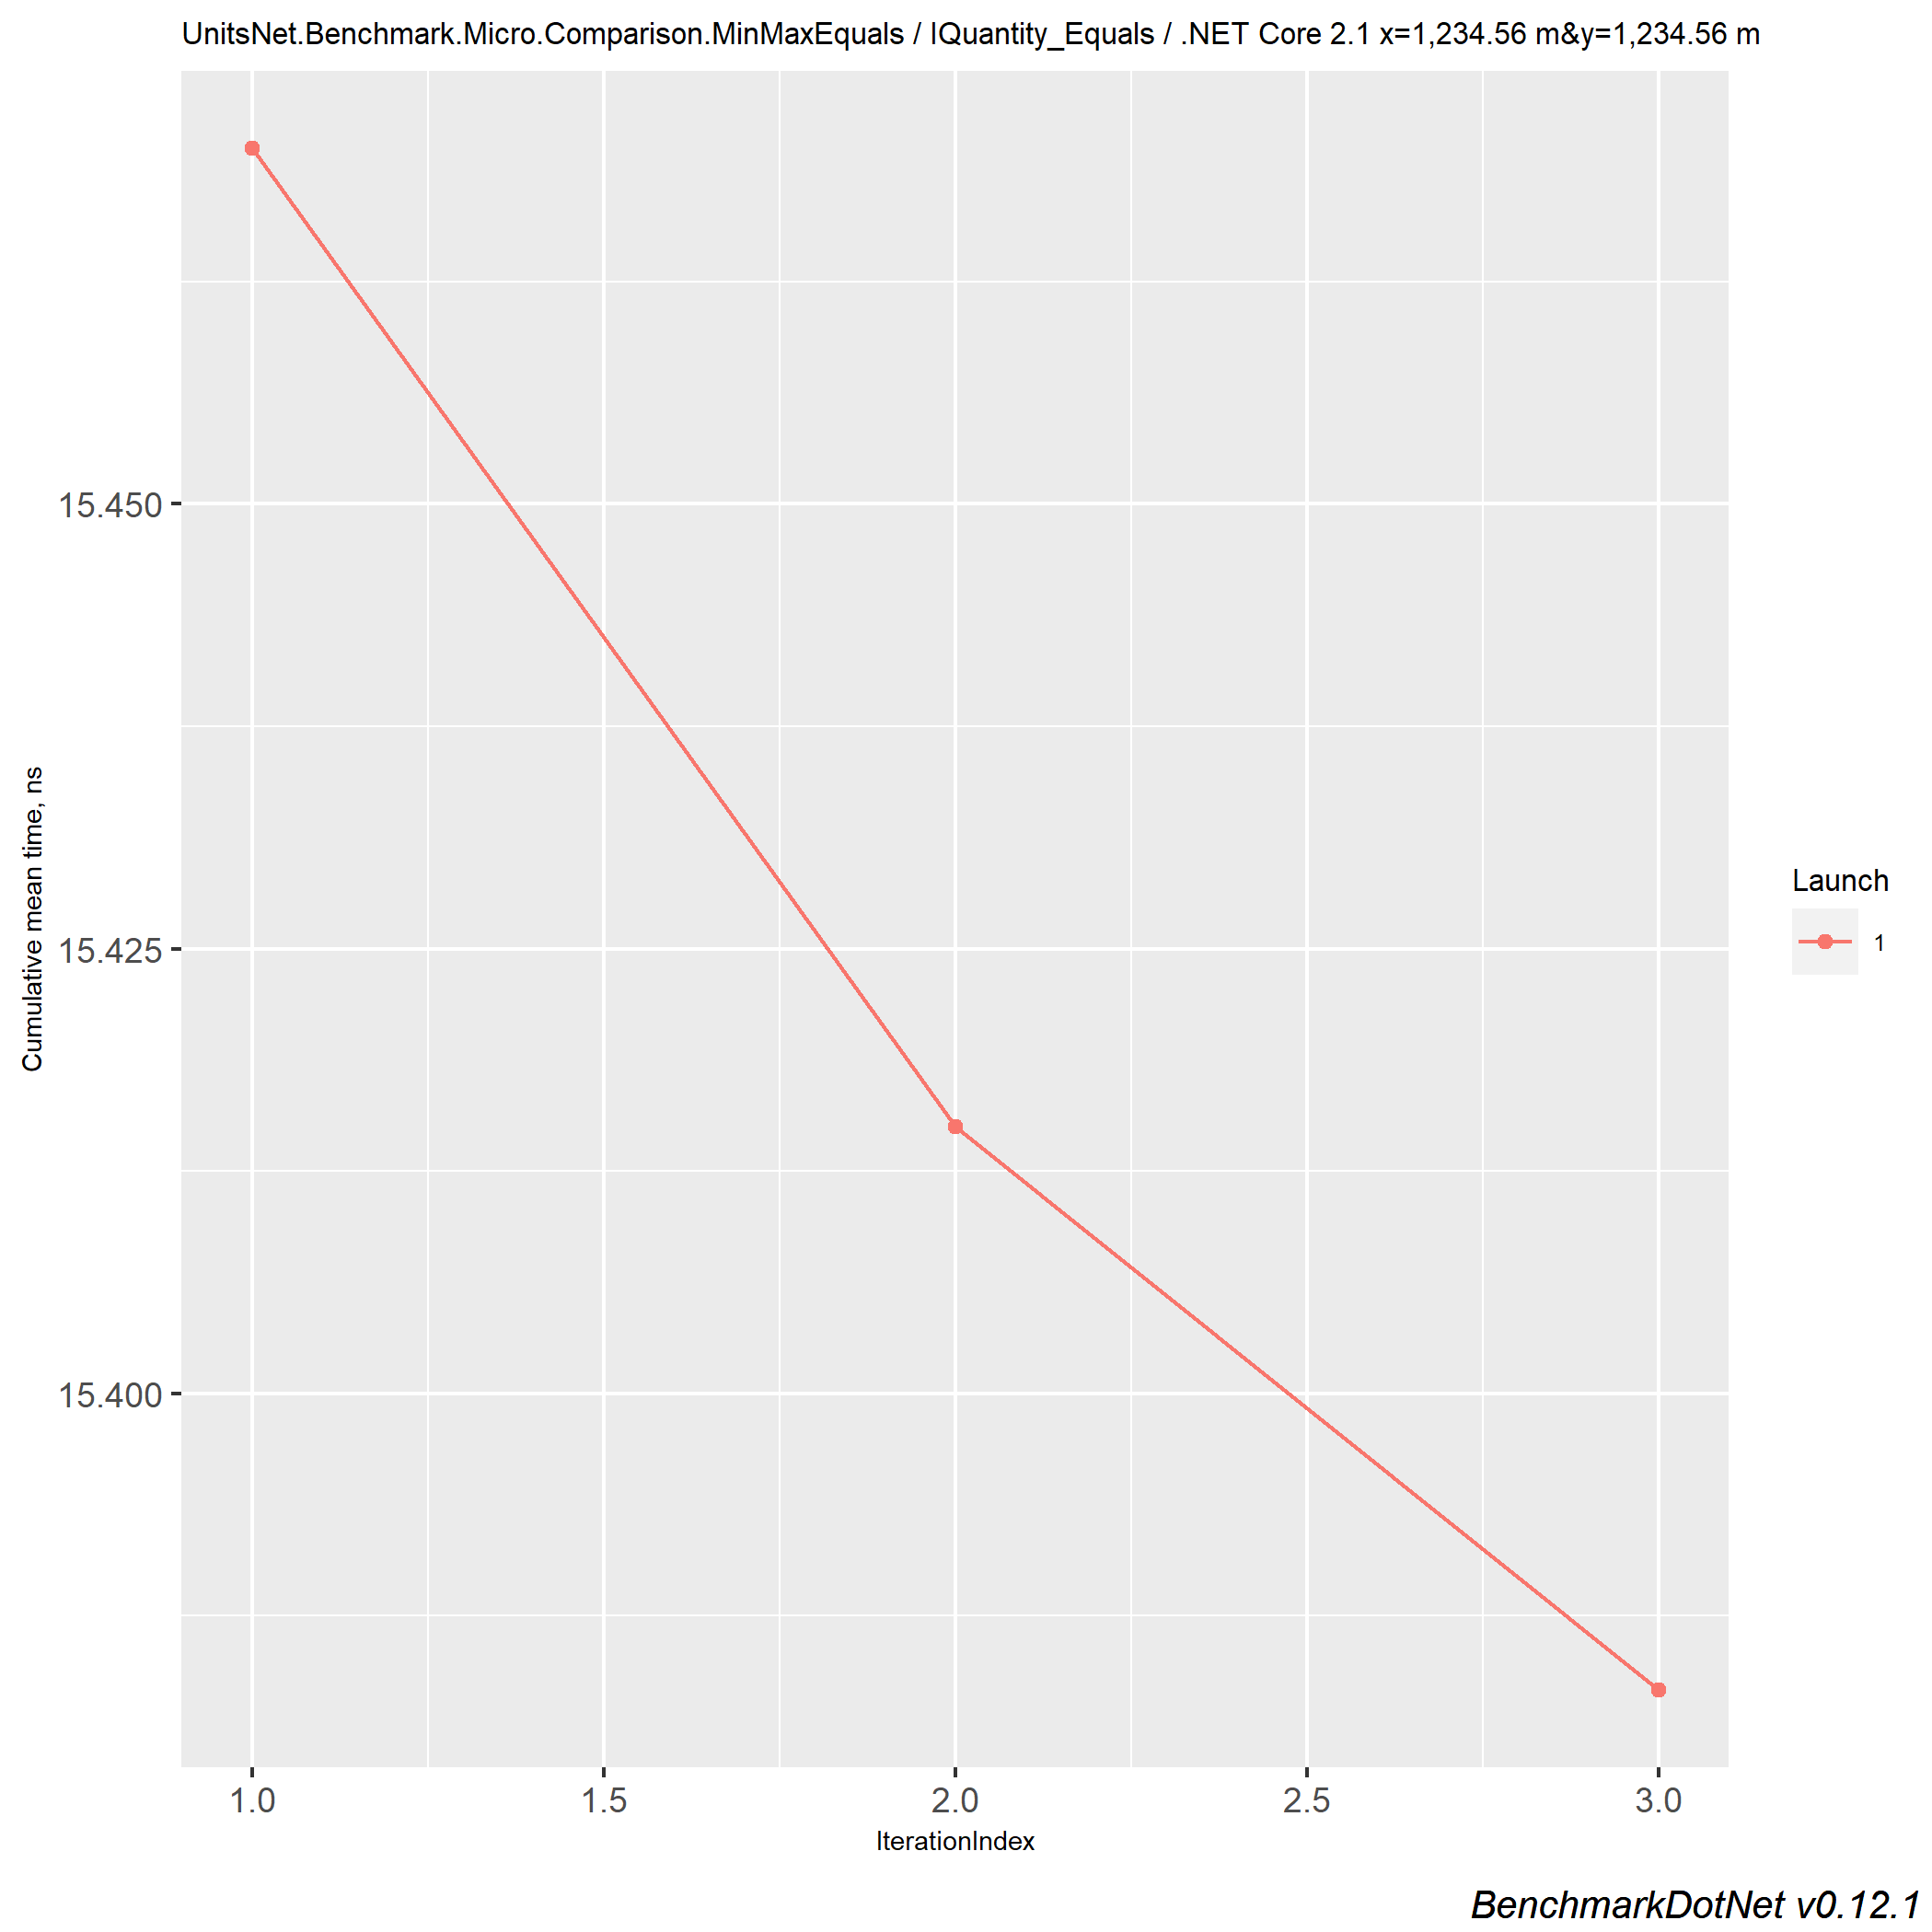 UnitsNet.Benchmark.Micro.Comparison.MinMaxEquals / IQuantity_Equals / .NET Core 2.1 x=1,234.56 m&y=1,234.56 m
15.450
15.425
15.400
Cumulative mean time, ns
1.0
1.5
2.0
2.5
3.0
IterationIndex
Launch
1
BenchmarkDotNet v0.12.1